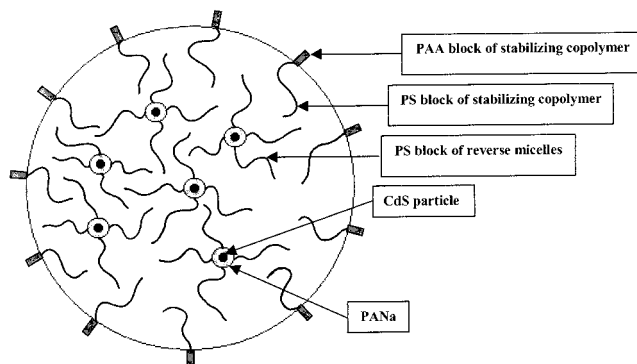 PAA block of stabilizing copolymer
PS block of stabilizing copolymer
PS block of reverse micelles
CdS particle
PANa